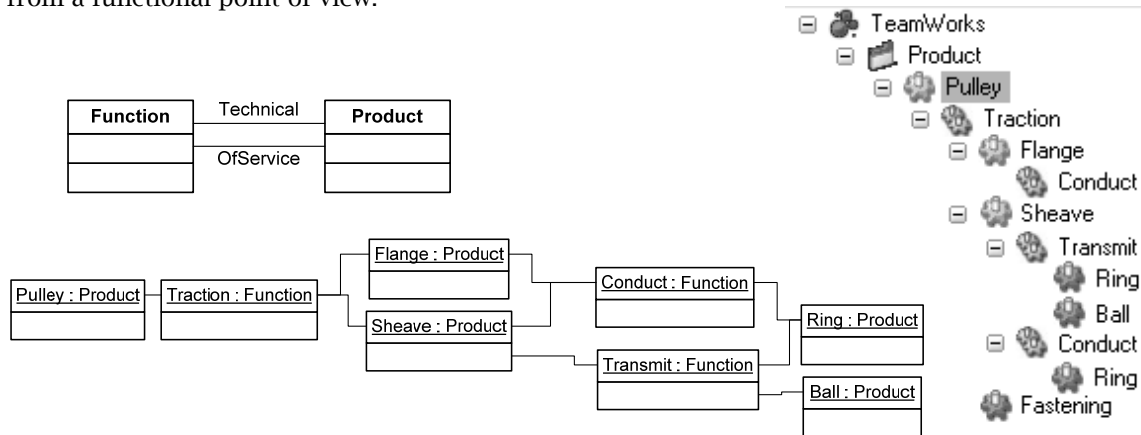 from a functional point of view.
Function
Technical
OfService
Product
Pulley : Product
Traction : Function
Flange : Product
Sheave : Product
Conduct : Function
Transmit : Function
Ring : Product
Ball : Product
TeamWorks
Product
Pulley
Traction
Flange
Conduct
Sheave
Transmit
Ring
Ball
Conduct
Ring
Fastening